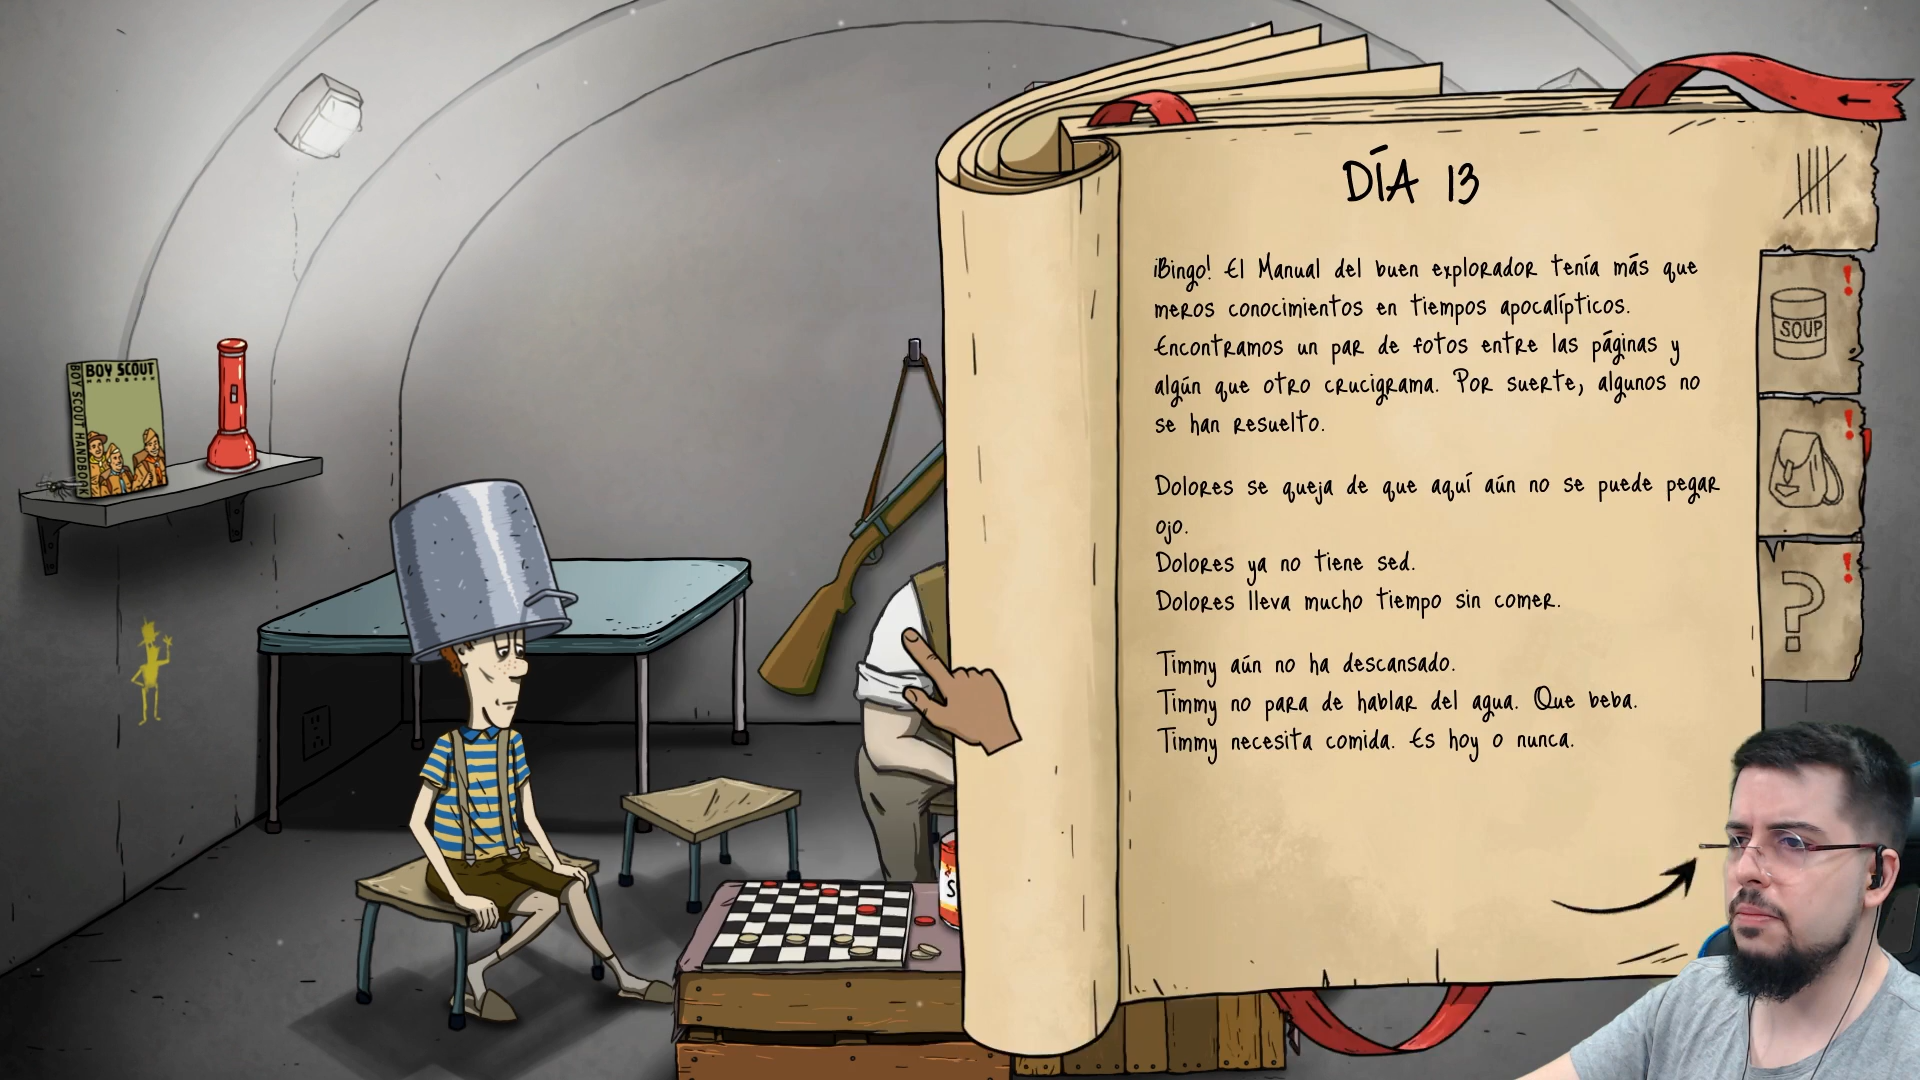 DÍA 13
¡Bingo! El Manual del buen explorador tenía más que
meros conocimientos en tiempos apocalípticos.
Encontramos un par de fotos entre las páginas y
algún que otro crucigrama. Por suerte, algunos no
se han resuelto.
Dolores se queja de que aquí aún no se puede pegar
ojo.
Dolores ya no tiene sed.
Dolores lleva mucho tiempo sin comer.
Timmy aún no ha descansado.
Timmy no para de hablar del agua. Que beba.
Timmy necesita comida. Es hoy o nunca.
!
SOUP
!
!
?
BOY SCOUT
HANDBOOK
BOY SCOUT HANDBOOK
S